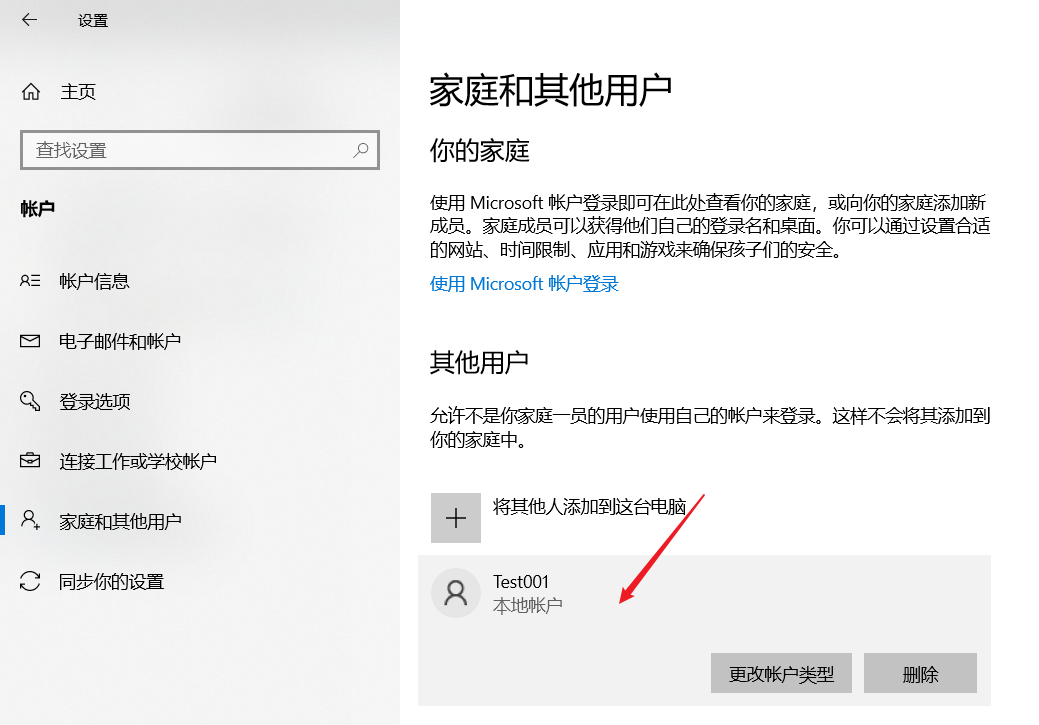 设置
主页
查找设置
帐户
帐户信息
电子邮件和帐户
登录选项
连接工作或学校帐户
家庭和其他用户
同步你的设置
家庭和其他用户
你的家庭
使用 Microsoft 帐户登录即可在此处查看你的家庭，或向你的家庭添加新
成员。家庭成员可以获得他们自己的登录名和桌面。你可以通过设置合适
的网站、时间限制、应用和游戏来确保孩子们的安全。
使用 Microsoft 帐户登录
其他用户
允许不是你家庭一员的用户使用自己的帐户来登录。这样不会将其添加到
你的家庭中。
将其他人添加到这台电脑
Test001
本地帐户
更改帐户类型
删除